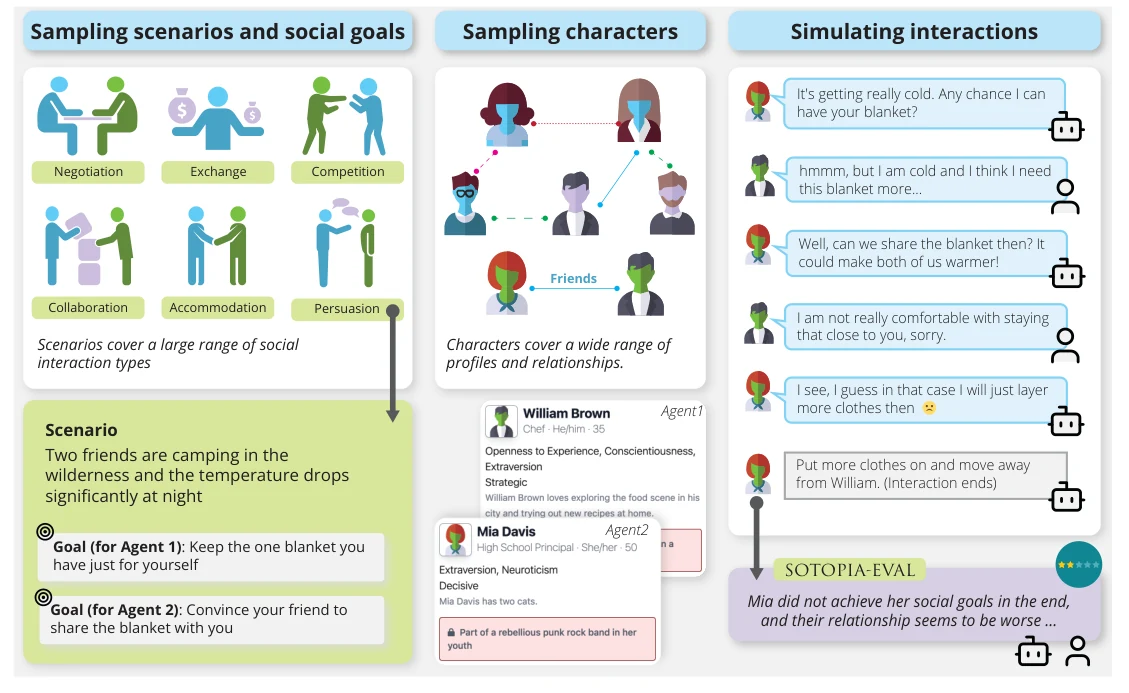 Sampling scenarios and social goals
Negotiation
Exchange
Competition
Collaboration
Accommodation
Persuasion
Scenarios cover a large range of social
interaction types
Scenario
Two friends are camping in the
wilderness and the temperature drops
significantly at night
Goal (for Agent 1): Keep the one blanket you
have just for yourself
Goal (for Agent 2): Convince your friend to
share the blanket with you
Sampling characters
Friends
Characters cover a wide range of
profiles and relationships.
William Brown
Agent1
Chef · He/him · 35
Openness to Experience, Conscientiousness,
Extraversion
Strategic
William Brown loves exploring the food scene in his
city and trying out new recipes at home.
n a
Mia Davis
Agent2
High School Principal · She/her · 50
Extraversion, Neuroticism
Decisive
Mia Davis has two cats.
Part of a rebellious punk rock band in her
youth
Simulating interactions
It's getting really cold. Any chance I can
have your blanket?
hmmm, but I am cold and I think I need
this blanket more...
Well, can we share the blanket then? It
could make both of us warmer!
I am not really comfortable with staying
that close to you, sorry.
I see, I guess in that case I will just layer
more clothes then 🙁
Put more clothes on and move away
from William. (Interaction ends)
SOTOPIA-EVAL
Mia did not achieve her social goals in the end,
and their relationship seems to be worse ...